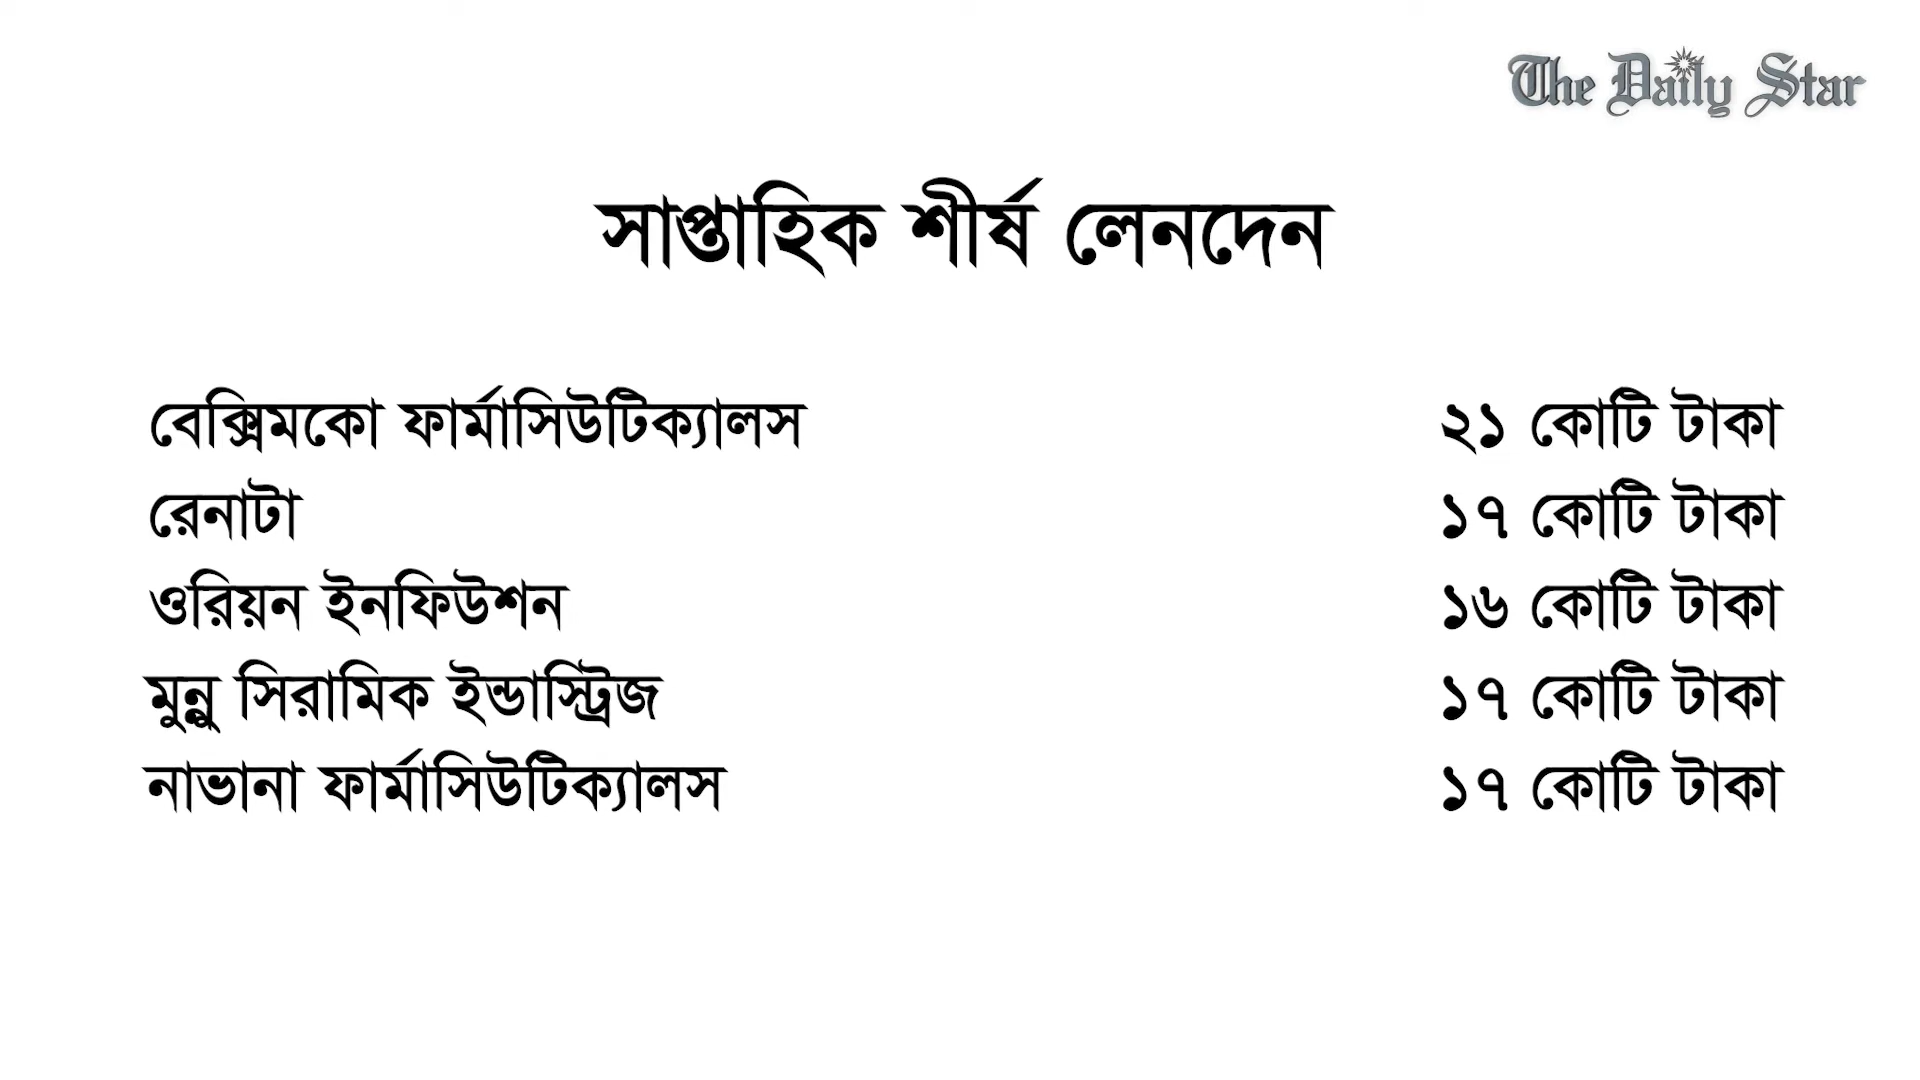 The Daily Star
সাপ্তাহিক শীর্ষ লেনদেন
বেক্সিমকো ফার্মাসিউটিক্যালস ২১ কোটি টাকা
রেনাটা ১৭ কোটি টাকা
ওরিয়ন ইনফিউশন ১৬ কোটি টাকা
মুন্নু সিরামিক ইন্ডাস্ট্রিজ ১৭ কোটি টাকা
নাভানা ফার্মাসিউটিক্যালস ১৭ কোটি টাকা